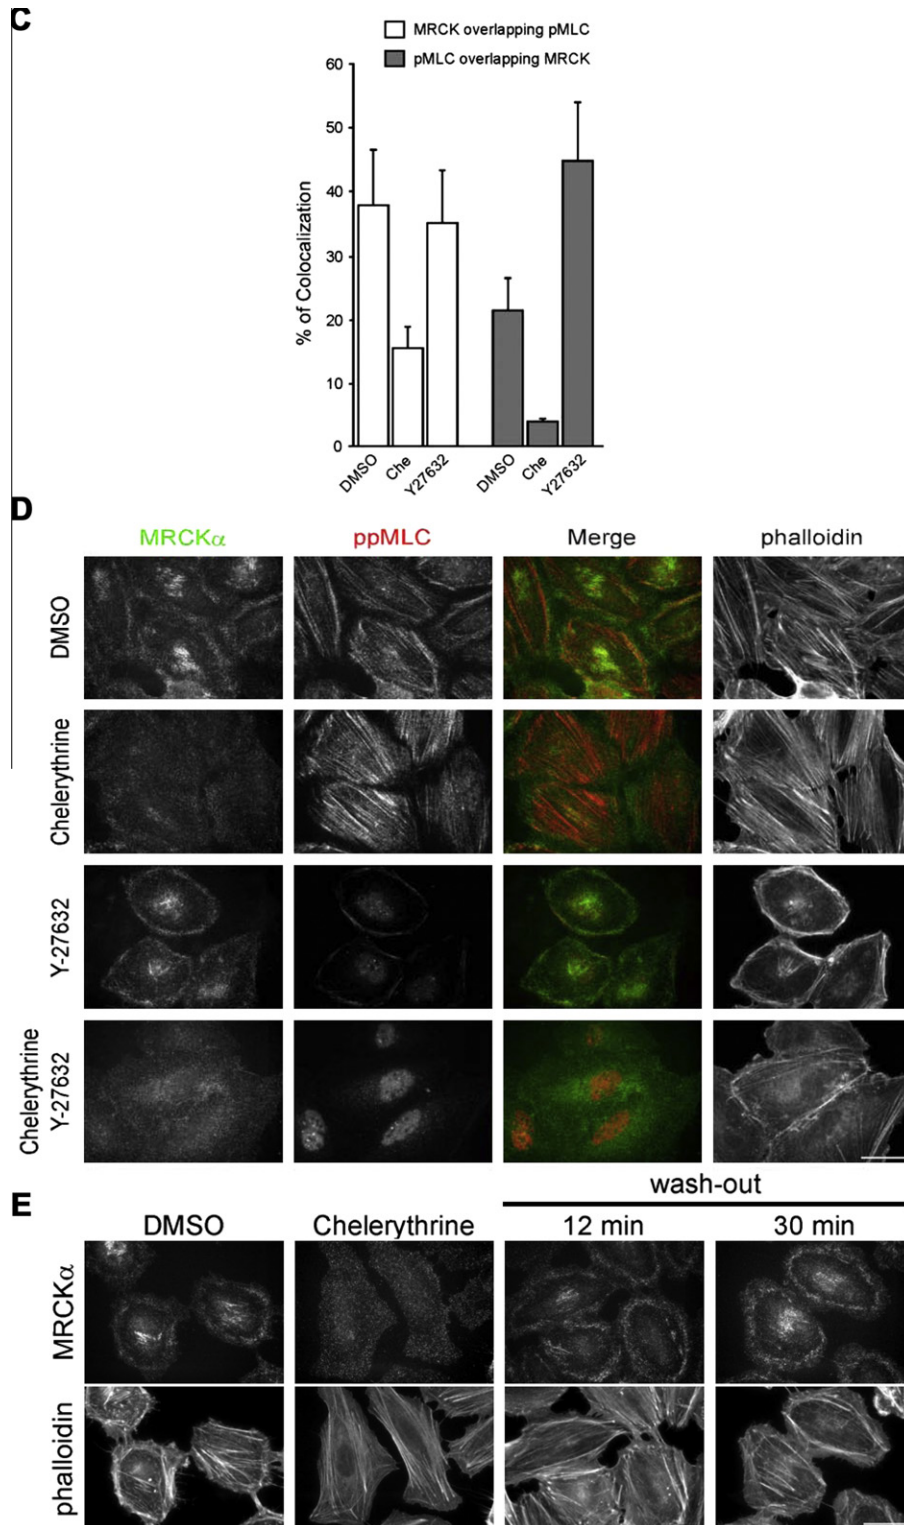 C
MRCK overlapping pMLC
pMLC overlapping MRCK
% of Colocalization
60
50
40
30
20
10
0
DMSO
Che
Y27632
DMSO
Che
Y27632
D
MRCKα ppMLC Merge phalloidin
DMSO
Chelerythrine
Y-27632
Chelerythrine
Y-27632
E
wash-out
DMSO Chelerythrine 12 min 30 min
MRCKα
phalloidin